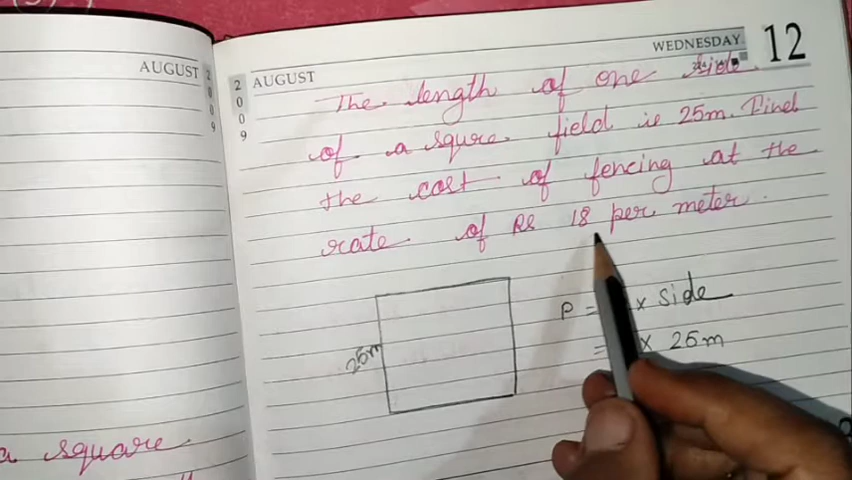 AUGUST
2009
2009
AUGUST
WEDNESDAY
12
The length of one side
of a squre field is 25m. Find
the cost of fencing at the
rate of RS 18 per meter.
25m
P = x side
= x 25m
a square